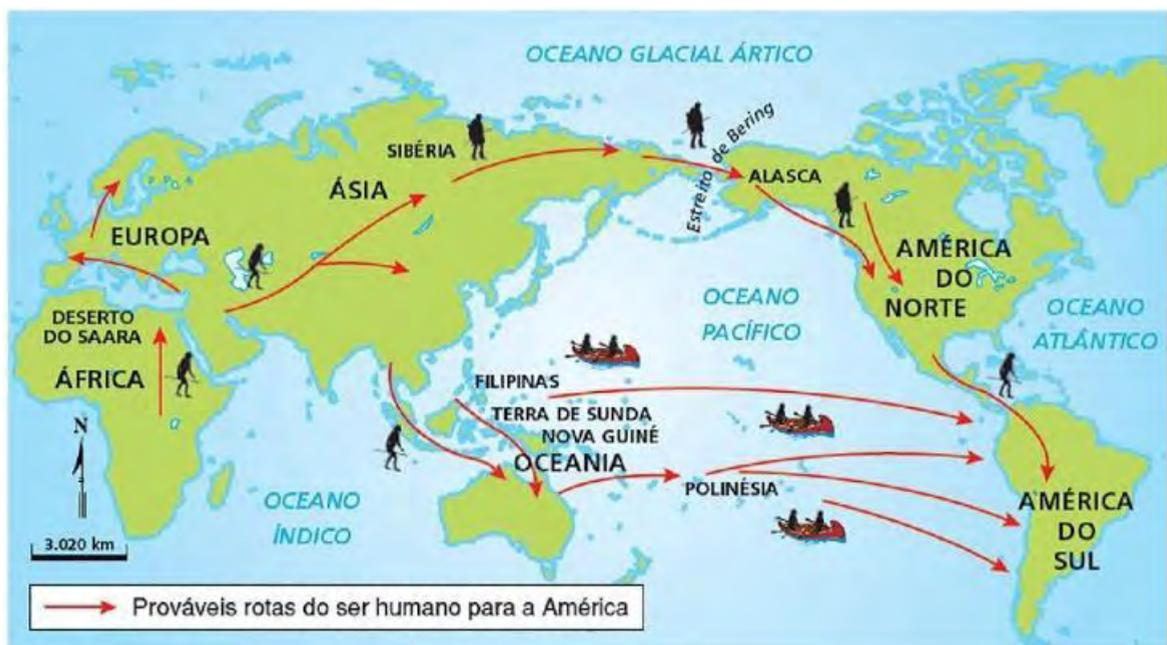 OCEANO GLACIAL ÁRTICO
Estreito de Bering
SIBÉRIA
ALASCA
ÁSIA
EUROPA
AMÉRICA
DO
NORTE
OCEANO
PACÍFICO
OCEANO
ATLÂNTICO
DESERTO
DO SAARA
ÁFRICA
FILIPINAS
TERRA DE SUNDA
NOVA GUINÉ
OCEANIA
POLINÉSIA
N
OCEANO
ÍNDICO
AMÉRICA
DO
SUL
3.020 km
Prováveis rotas do ser humano para a América